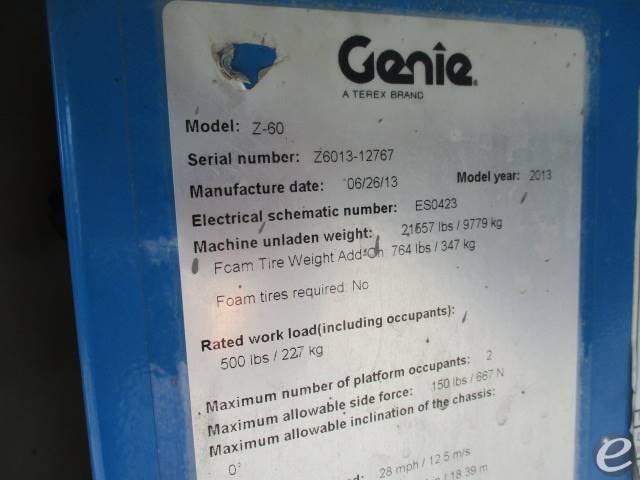 Genie
A TEREX BRAND
Model: Z-60
Serial number: Z6013-12767
Manufacture date: 06/26/13 Model year: 2013
Electrical schematic number: ES0423
Machine unladen weight: 21557 lbs / 9779 kg
Foam Tire Weight Add-On 764 lbs / 347 kg
Foam tires required No
Rated work load(including occupants):
500 lbs / 227 kg
Maximum number of platform occupants: 2
Maximum allowable side force: 150 lbs / 667 N
Maximum allowable inclination of the chassis:
0°
28 mph / 12.5 m/s
/ 18.39 m
e